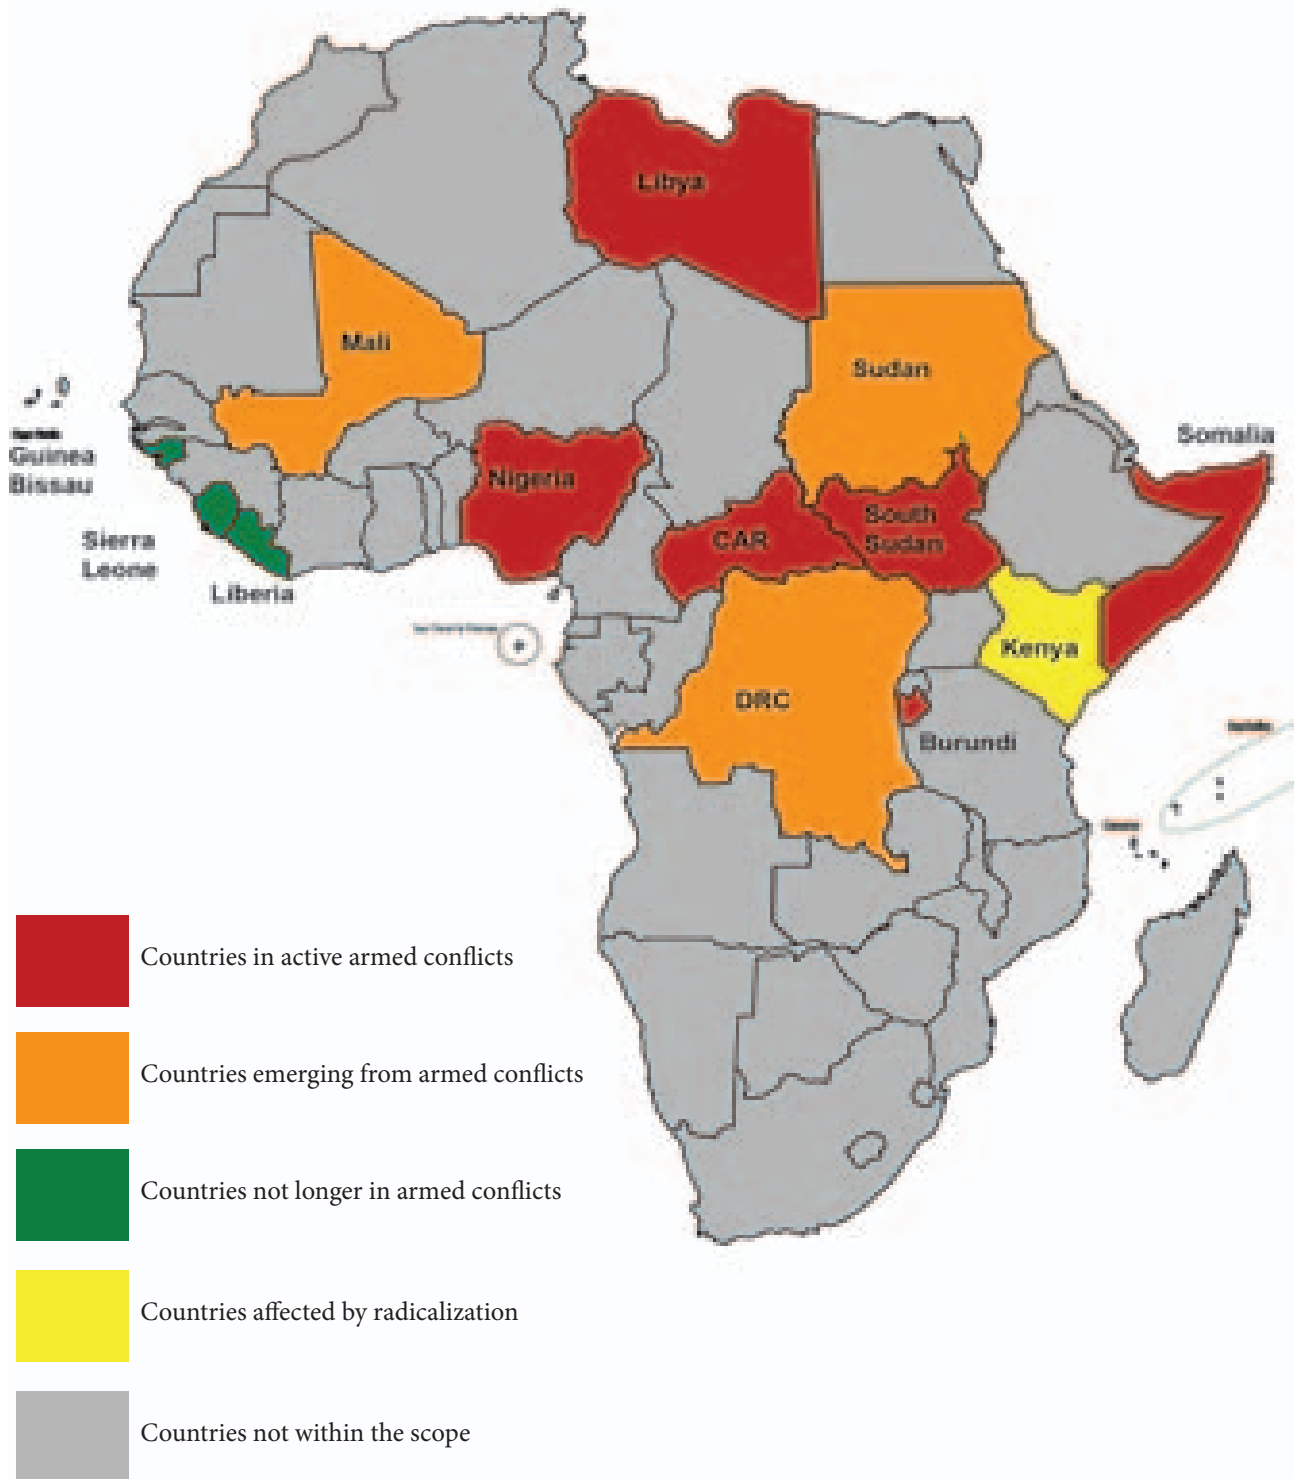 Libya
Mali
Sudan
Somalia
Guinea
Bissau
Nigeria
South
Sudan
CAR
Sierra
Leone
Liberia
Kenya
DRC
Burundi
Countries in active armed conflicts
Countries emerging from armed conflicts
Countries not longer in armed conflicts
Countries affected by radicalization
Countries not within the scope